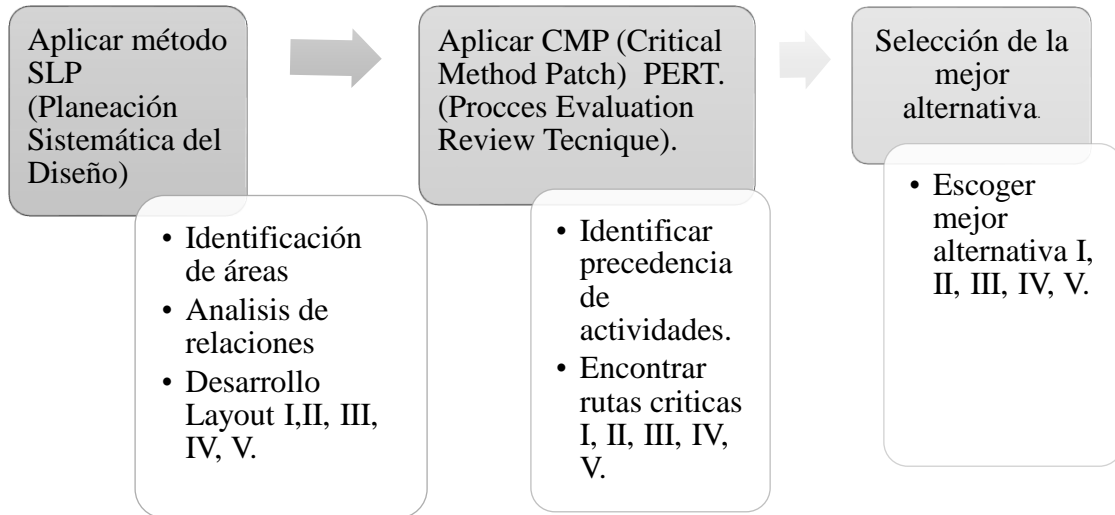 Aplicar método
SLP
(Planeación
Sistemática del
Diseño)
• Identificación
de áreas
• Analisis de
relaciones
• Desarrollo
Layout I,II, III,
IV, V.
Aplicar CMP (Critical
Method Patch) PERT.
(Procces Evaluation
Review Tecnique).
• Identificar
precedencia
de
actividades.
• Encontrar
rutas criticas
I, II, III, IV,
V.
Selección de la
mejor
alternativa.
• Escoger
mejor
alternativa I,
II, III, IV, V.